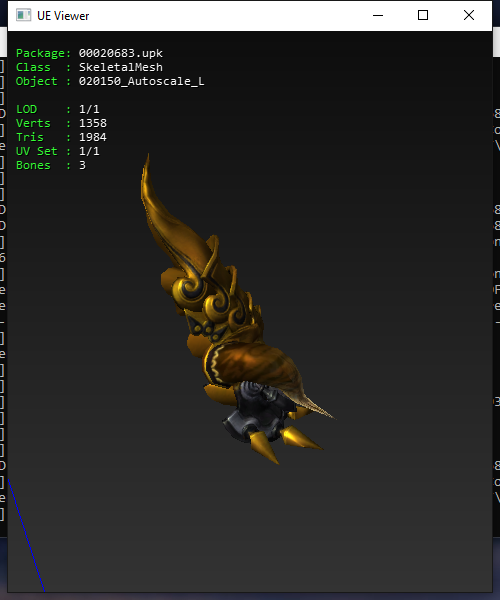 UE Viewer
Package: 00020683.upk
Class : SkeletalMesh
Object : 020150_Autoscale_L
LOD : 1/1
Verts : 1358
Tris : 1984
UV Set : 1/1
Bones : 3